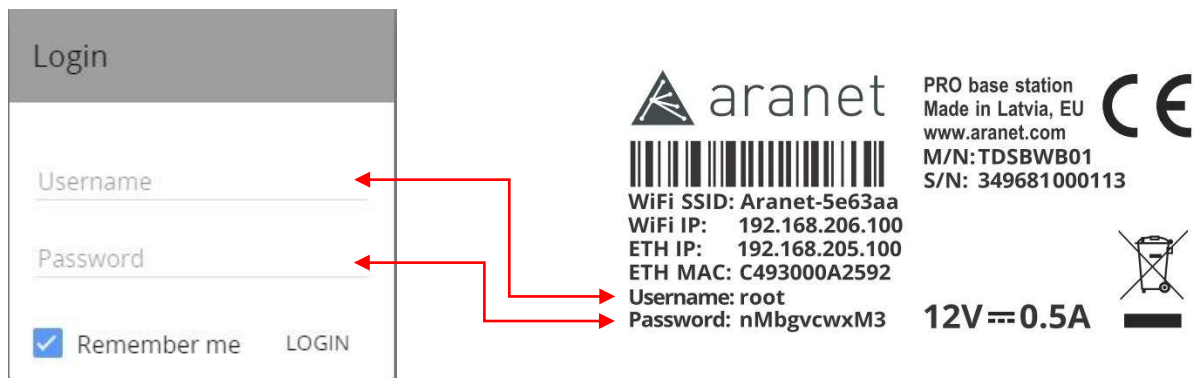 Login
Username
Password
Remember me LOGIN
aranet
WiFi SSID: Aranet-5e63aa
WiFi IP: 192.168.206.100
ETH IP: 192.168.205.100
ETH MAC: C493000A2592
Username: root
Password: nMbgvcwxM3
PRO base station
Made in Latvia, EU
www.aranet.com
M/N: TDSBWB01
S/N: 349681000113
CE
12V⎓0.5A